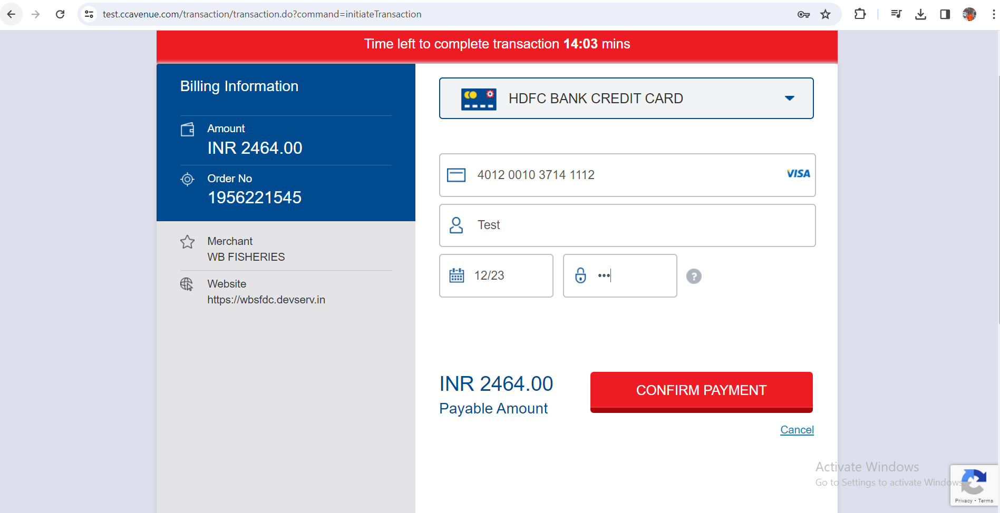 test.ccavenue.com/transaction/transaction.do?command=initiateTransaction
Time left to complete transaction 14:03 mins
Billing Information
Amount
INR 2464.00
Order No
1956221545
Merchant
WB FISHERIES
Website
https://wbsfdc.devserv.in
HDFC BANK CREDIT CARD
4012 0010 3714 1112
VISA
Test
12/23
•••
?
INR 2464.00
Payable Amount
CONFIRM PAYMENT
Cancel
Activate Windows
Go to Settings to activate Windows.
Privacy - Terms